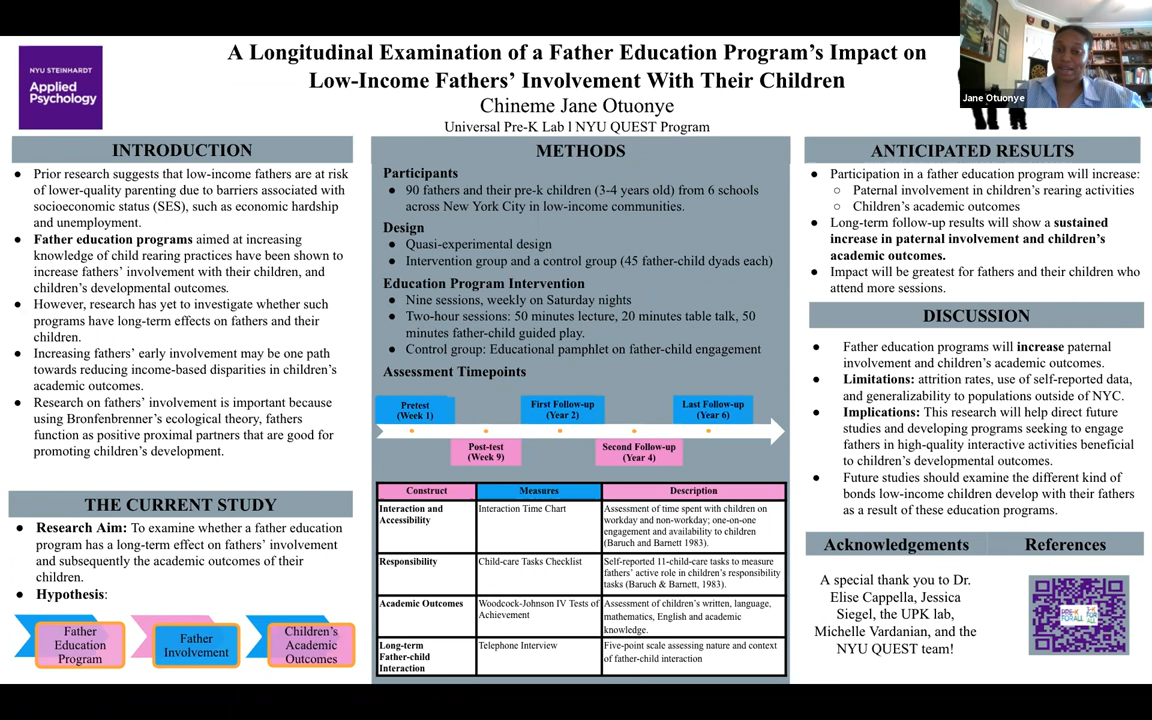 NYU STEINHARDT
Applied
Psychology
A Longitudinal Examination of a Father Education Program's Impact on
Low-Income Fathers' Involvement With Their Children
Chineme Jane Otuonye
Universal Pre-K Lab l NYU QUEST Program
Jane Otuonye
INTRODUCTION
● Prior research suggests that low-income fathers are at risk
of lower-quality parenting due to barriers associated with
socioeconomic status (SES), such as economic hardship
and unemployment.
● Father education programs aimed at increasing
knowledge of child rearing practices have been shown to
increase fathers' involvement with their children, and
children's developmental outcomes.
● However, research has yet to investigate whether such
programs have long-term effects on fathers and their
children.
● Increasing fathers' early involvement may be one path
towards reducing income-based disparities in children's
academic outcomes.
● Research on fathers' involvement is important because
using Bronfenbrenner's ecological theory, fathers
function as positive proximal partners that are good for
promoting children's development.
THE CURRENT STUDY
● Research Aim: To examine whether a father education
program has a long-term effect on fathers' involvement
and subsequently the academic outcomes of their
children.
● Hypothesis:
Father
Education
Program
Father
Involvement
Children's
Academic
Outcomes
METHODS
Participants
● 90 fathers and their pre-k children (3-4 years old) from 6 schools
across New York City in low-income communities.
Design
● Quasi-experimental design
● Intervention group and a control group (45 father-child dyads each)
Education Program Intervention
● Nine sessions, weekly on Saturday nights
● Two-hour sessions: 50 minutes lecture, 20 minutes table talk, 50
minutes father-child guided play.
● Control group: Educational pamphlet on father-child engagement
Assessment Timepoints
Pretest
(Week 1)
Post-test
(Week 9)
First Follow-up
(Year 2)
Second Follow-up
(Year 4)
Last Follow-up
(Year 6)
Construct Measures Description
Interaction and
Accessibility
Interaction Time Chart
Assessment of time spent with children on
workday and non-workday; one-on-one
engagement and availability to children
(Baruch and Barnett 1983).
Responsibility
Child-care Tasks Checklist
Self-reported 11-child-care tasks to measure
fathers' active role in children's responsibility
tasks (Baruch & Barnett, 1983).
Academic Outcomes
Woodcock-Johnson IV Tests of
Achievement
Assessment of children's written, language,
mathematics, English and academic
knowledge.
Long-term
Father-child
Interaction
Telephone Interview
Five-point scale assessing nature and context
of father-child interaction
ANTICIPATED RESULTS
● Participation in a father education program will increase:
○ Paternal involvement in children's rearing activities
○ Children's academic outcomes
● Long-term follow-up results will show a sustained
increase in paternal involvement and children's
academic outcomes.
● Impact will be greatest for fathers and their children who
attend more sessions.
DISCUSSION
● Father education programs will increase paternal
involvement and children's academic outcomes.
● Limitations: attrition rates, use of self-reported data,
and generalizability to populations outside of NYC.
● Implications: This research will help direct future
studies and developing programs seeking to engage
fathers in high-quality interactive activities beneficial
to children's developmental outcomes.
● Future studies should examine the different kind of
bonds low-income children develop with their fathers
as a result of these education programs.
Acknowledgements
A special thank you to Dr.
Elise Cappella, Jessica
Siegel, the UPK lab,
Michelle Vardanian, and the
NYU QUEST team!
References